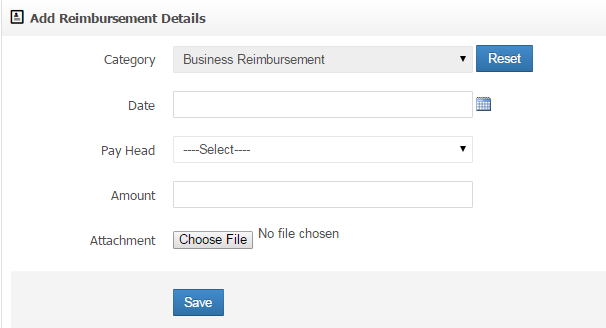 Add Reimbursement Details
Category Business Reimbursement Reset
Date
Pay Head ----Select----
Amount
Attachment Choose File No file chosen
Save